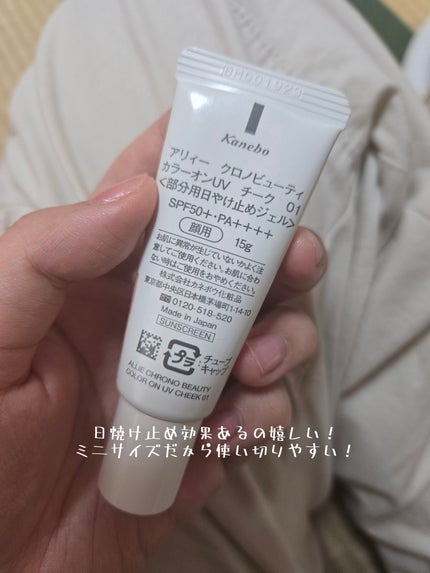 BM001923
Kanebo
アリィー クロノビューティ
カラーオンUV チーク 01
<部分用日やけ止めジェル>
SPF50+・PA++++
顔用 15g
お肌に異常が生じていないかよく注
意してご使用ください。お肌に合わ
ない時はご使用をおやめください。
株式会社カネボウ化粧品
東京都中央区日本橋茅場町1-14-10
0120-518-520
Made in Japan
SUNSCREEN
プラ
チューブ
キャップ
ALLIE CHRONO BEAUTY
COLOR ON UV CHEEK 01
日焼け止め効果あるの嬉しい！
ミニサイズだから使い切りやすい！